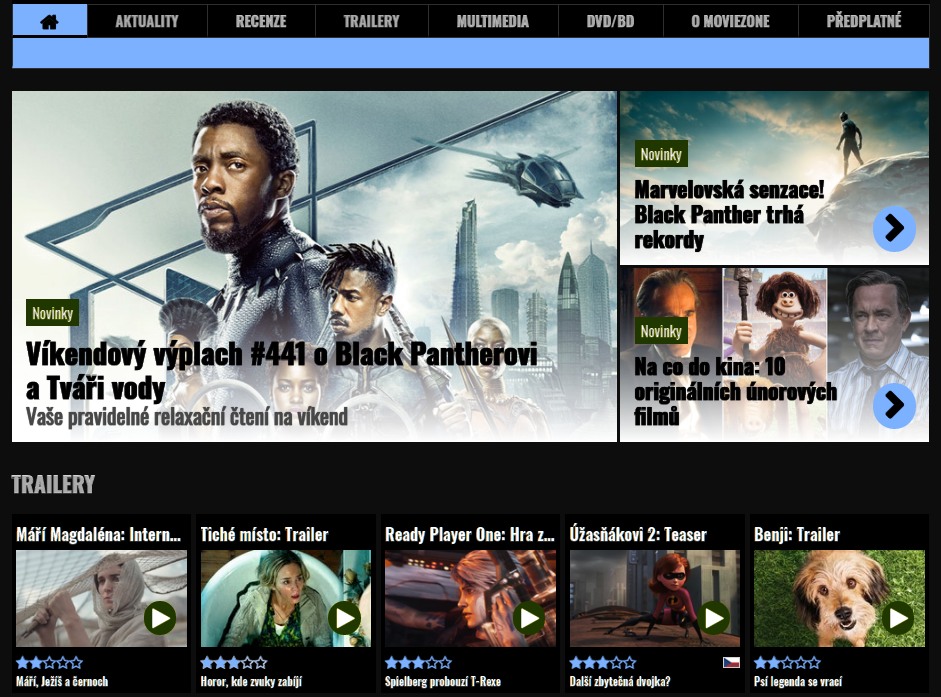 AKTUALITY RECENZE TRAILERY MULTIMEDIA DVD/BD O MOVIEZONE PŘEDPLATNÉ
Novinky
Víkendový výplach #441 o Black Pantherovi
a Tváři vody
Vaše pravidelné relaxační čtení na víkend
Novinky
Marvelovská senzace!
Black Panther trhá
rekordy
Novinky
Na co do kina: 10
originálních únorových
filmů
TRAILERY
Máří Magdaléna: Intern...
Máří, Ježíš a černoch
Tiché místo: Trailer
Horor, kde zvuky zabíjí
Ready Player One: Hra z...
Spielberg probouzí T-Rexe
Úžasňákovi 2: Teaser
Další zbytečná dvojka?
Benji: Trailer
Psí legenda se vrací